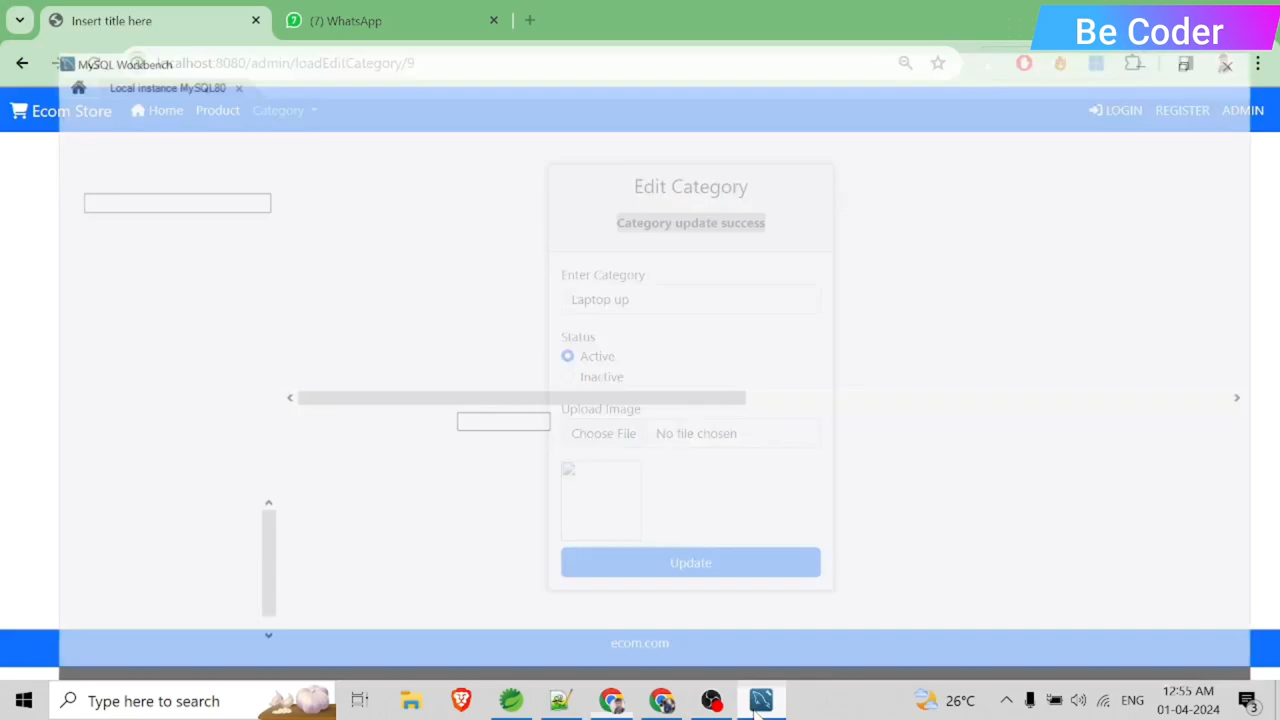 Insert title here
(7) WhatsApp
Be Coder
MySQL Workbench
localhost:8080/admin/loadEditCategory/9
Local instance MySQL80
Ecom Store
Home
Product
Category
LOGIN
REGISTER
ADMIN
Edit Category
Category update success
Enter Category
Laptop up
Status
Active
Inactive
Upload Image
Choose File
No file chosen
Update
ecom.com
Type here to search
26°C
ENG
12:55 AM
01-04-2024
3